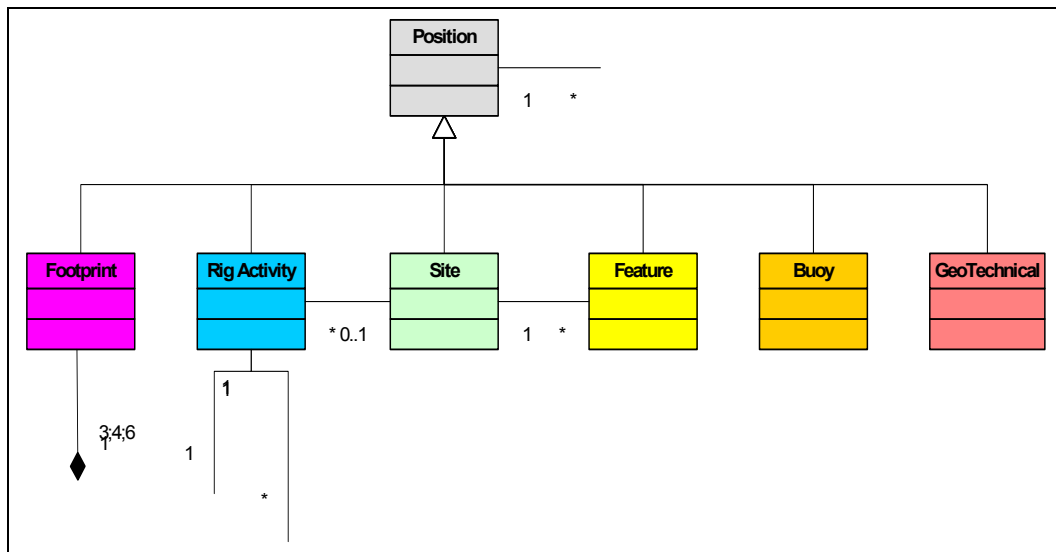 Position
1 *
Footprint
Rig Activity
Site
Feature
Buoy
GeoTechnical
* 0..1
1 *
1
3;4;6
1
1
*